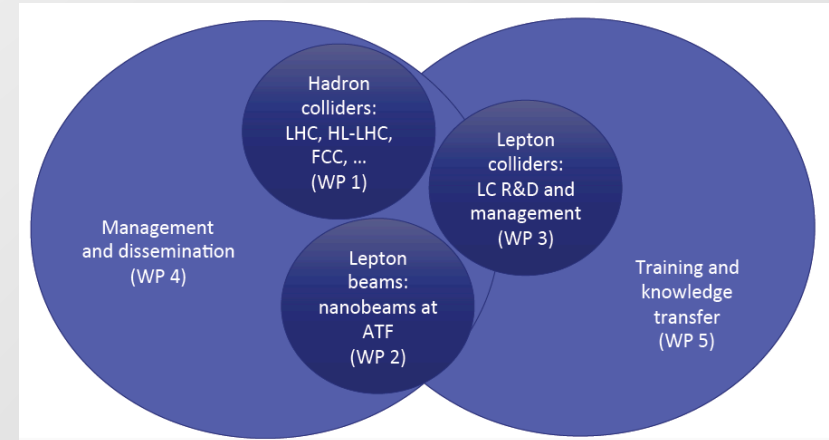 Hadron
colliders:
LHC, HL-LHC,
FCC, ...
(WP 1)
Lepton
colliders:
LC R&D and
management
(WP 3)
Management
and dissemination
(WP 4)
Lepton
beams:
nanobeams at
ATF
(WP 2)
Training and
knowledge
transfer
(WP 5)